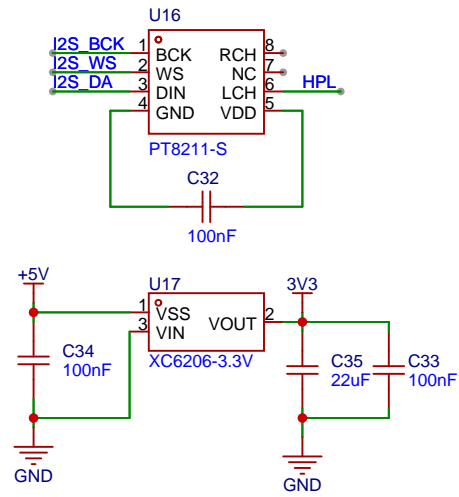 U16
I2S_BCK 1 BCK RCH 8
I2S_WS 2 WS NC 7
I2S_DA 3 DIN LCH 6 HPL
4 GND VDD 5
PT8211-S
C32
100nF
+5V U17 3V3
1 VSS VOUT 2
3 VIN
XC6206-3.3V
C34
100nF
C35
22uF
C33
100nF
GND
GND